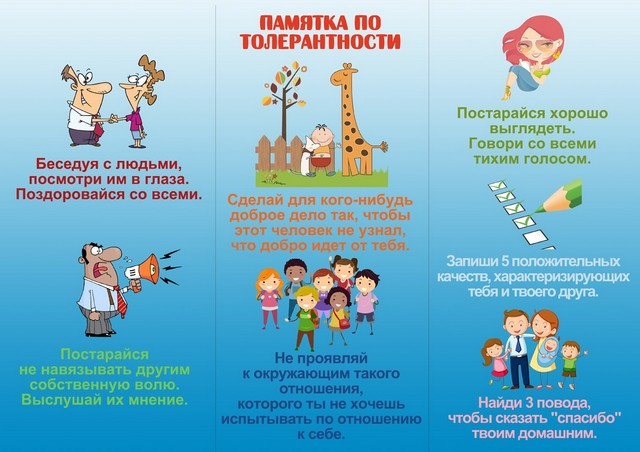 ПАМЯТКА ПО
ТОЛЕРАНТНОСТИ
Беседуя с людьми,
посмотри им в глаза.
Поздоровайся со всеми.
Постарайся
не навязывать другим
собственную волю.
Выслушай их мнение.
Сделай для кого-нибудь
доброе дело так, чтобы
этот человек не узнал,
что добро идет от тебя.
Не проявляй
к окружающим такого
отношения,
которого ты не хочешь
испытывать по отношению
к себе.
Постарайся хорошо
выглядеть.
Говори со всеми
тихим голосом.
Запиши 5 положительных
качеств, характеризирующих
тебя и твоего друга.
Найди 3 повода,
чтобы сказать "спасибо"
твоим домашним.